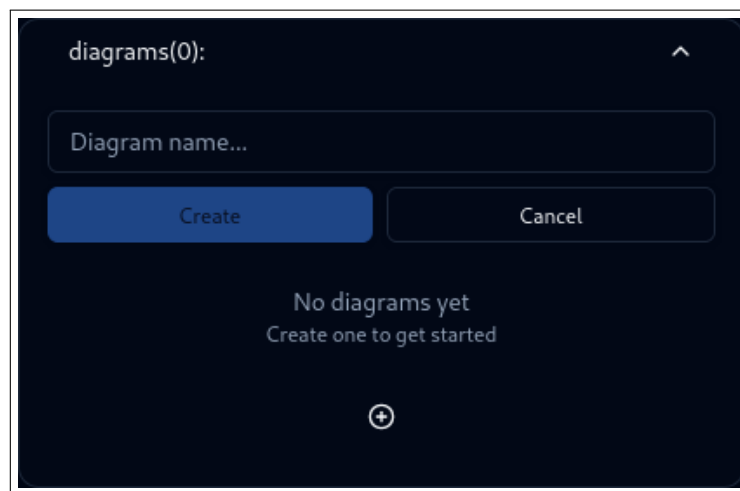 diagrams(0):
Diagram name...
Create
Cancel
No diagrams yet
Create one to get started